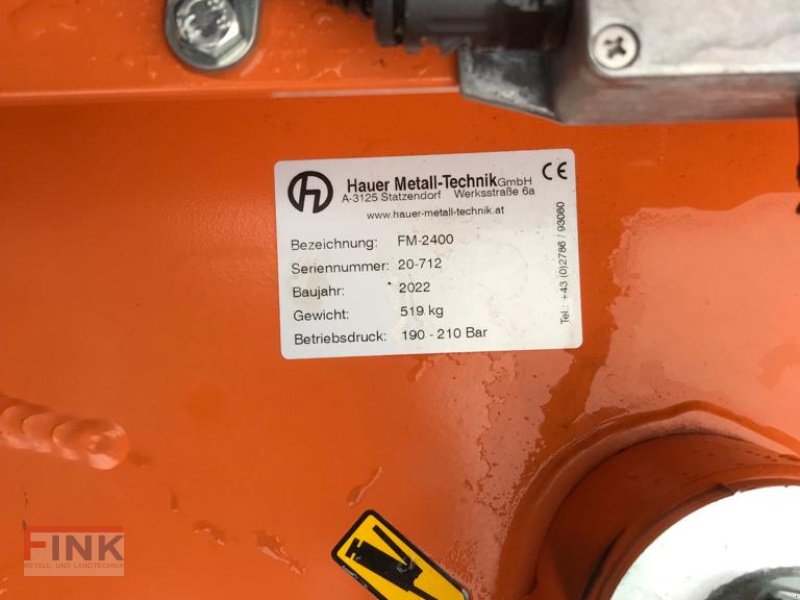 Hauer Metall-Technik GmbH
A-3125 Statzendorf Werksstraße 6a
www.hauer-metall-technik.at
CE
Bezeichnung: FM-2400
Seriennummer: 20-712
Baujahr: 2022
Gewicht: 519 kg
Betriebsdruck: 190 - 210 Bar
Tel.: +43 (0)2786 / 93080
FINK
METALL- UND LANDTECHNIK